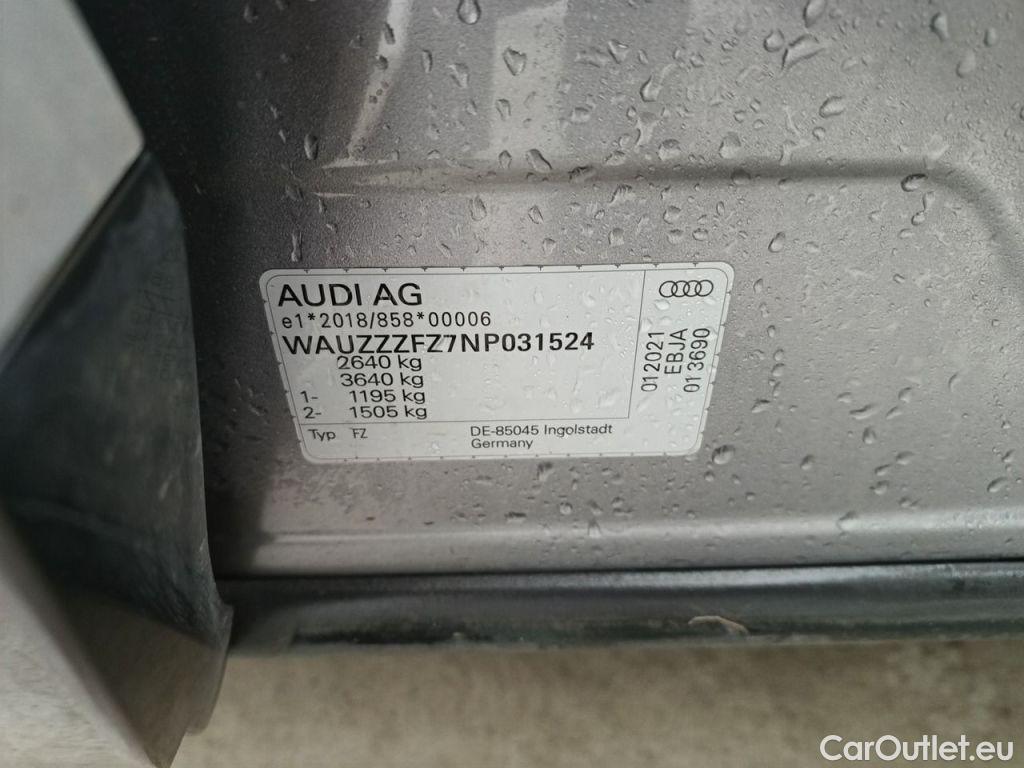 AUDI AG
e1*2018/858*00006
WAUZZZFZ7NP031524
2640 kg
3640 kg
1- 1195 kg
2- 1505 kg
Typ FZ
DE-85045 Ingolstadt
Germany
012021
EBJA
013690
CarOutlet.eu